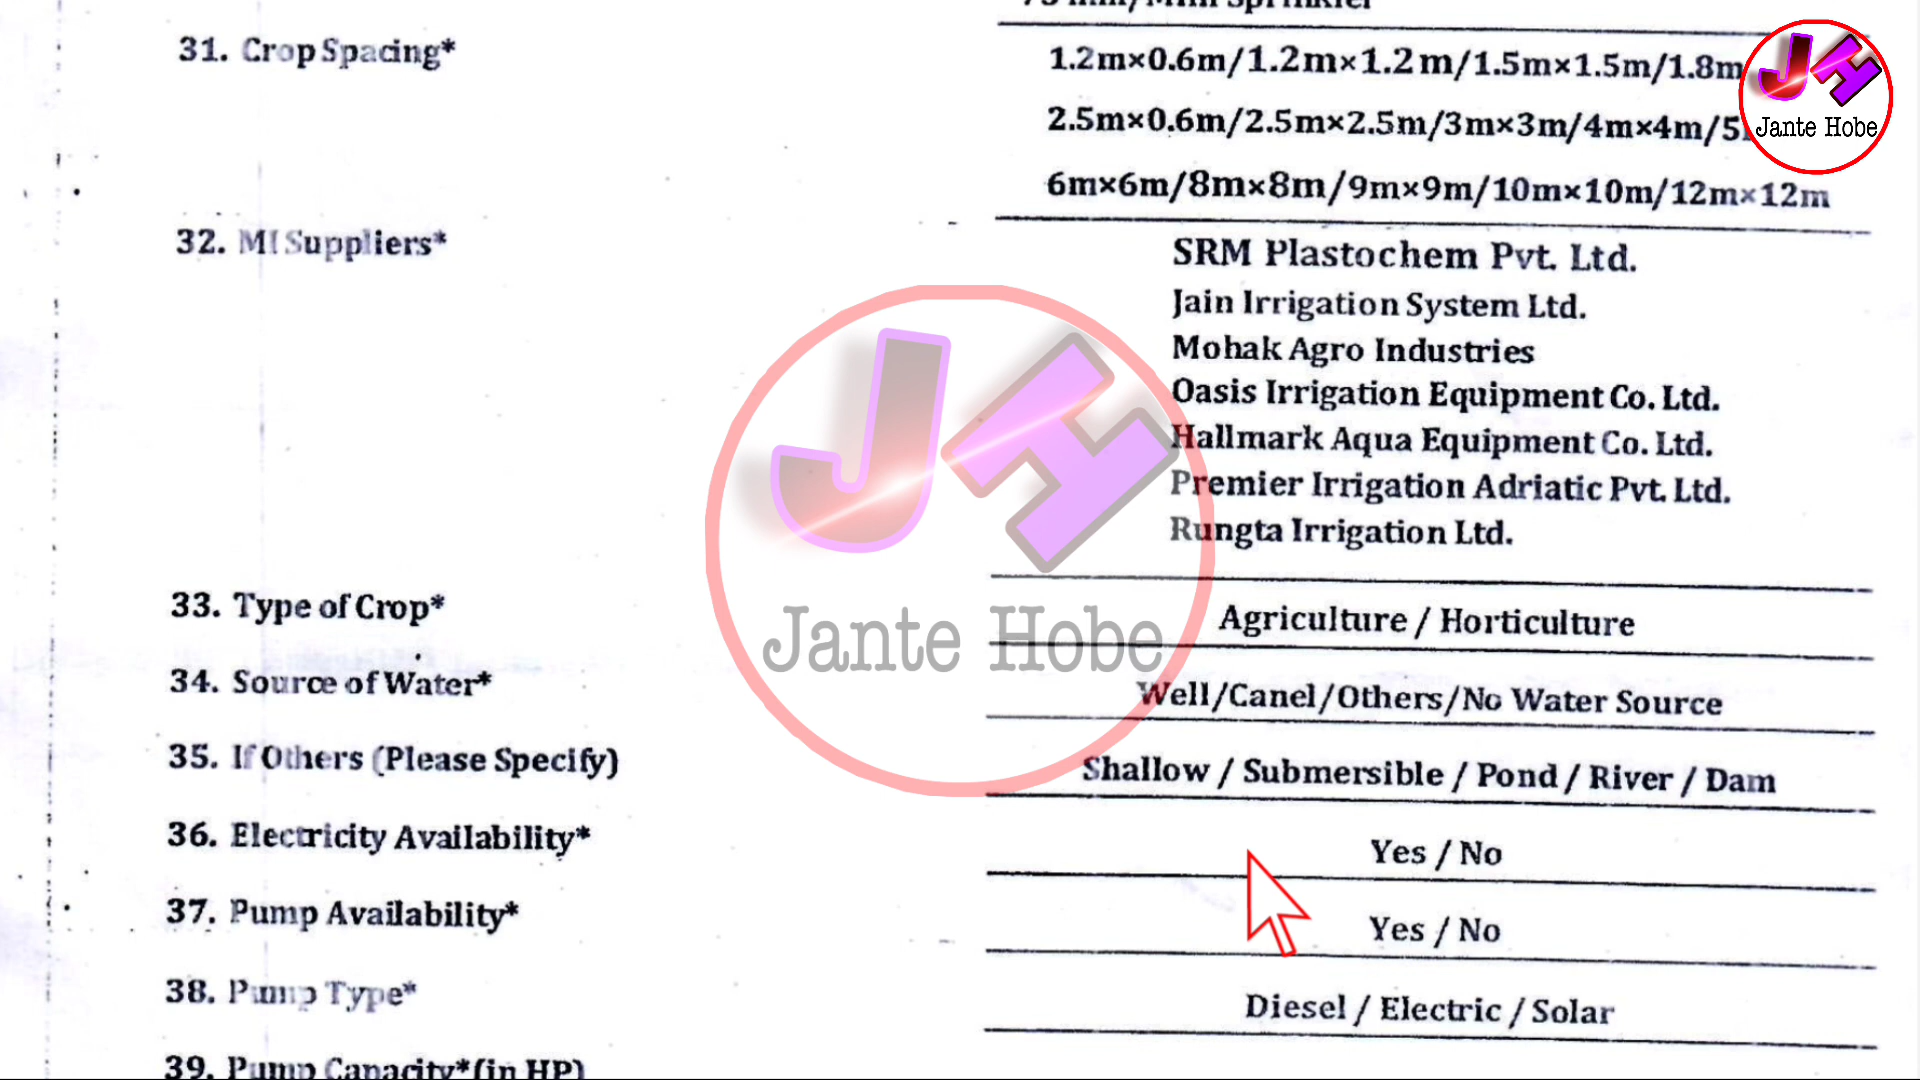 75 mm/Mini Sprinkler
31. Crop Spacing*
1.2m×0.6m/1.2m×1.2m/1.5m×1.5m/1.8m
2.5m×0.6m/2.5m×2.5m/3m×3m/4m×4m/5
6m×6m/8m×8m/9m×9m/10m×10m/12m×12m
JH
Jante Hobe
32. MI Suppliers*
SRM Plastochem Pvt. Ltd.
Jain Irrigation System Ltd.
Mohak Agro Industries
Oasis Irrigation Equipment Co. Ltd.
Hallmark Aqua Equipment Co. Ltd.
Premier Irrigation Adriatic Pvt. Ltd.
Rungta Irrigation Ltd.
JH
Jante Hobe
33. Type of Crop*
Agriculture / Horticulture
34. Source of Water*
Well/Canel/Others/No Water Source
35. If Others (Please Specify)
Shallow / Submersible / Pond / River / Dam
36. Electricity Availability*
Yes / No
37. Pump Availability*
Yes / No
38. Pump Type*
Diesel / Electric / Solar
39. Pump Capacity*(in HP)